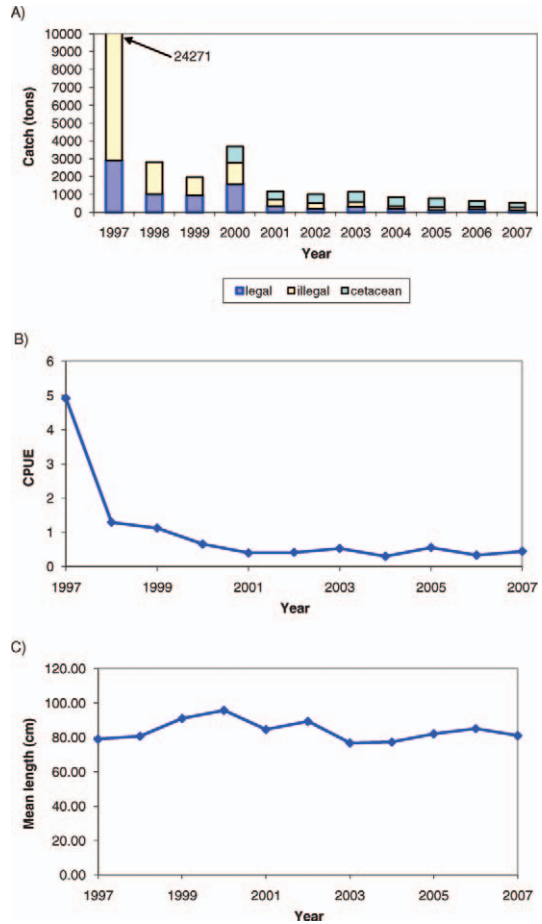 A)
10000
9000
8000
7000
6000
5000
4000
3000
2000
1000
0
24271
Catch (tons)
1997 1998 1999 2000 2001 2002 2003 2004 2005 2006 2007
Year
legal illegal cetacean
B)
6
5
4
3
2
1
0
CPUE
1997 1999 2001 2003 2005 2007
Year
C)
120.00
100.00
80.00
60.00
40.00
20.00
0.00
Mean length (cm)
1997 1999 2001 2003 2005 2007
Year